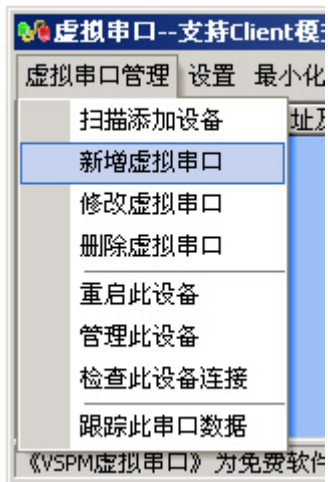 虚拟串口--支持Client模
虚拟串口管理 设置 最小化
扫描添加设备
址及
新增虚拟串口
修改虚拟串口
删除虚拟串口
重启此设备
管理此设备
检查此设备连接
跟踪此串口数据
《VSPM虚拟串口》为免费软件